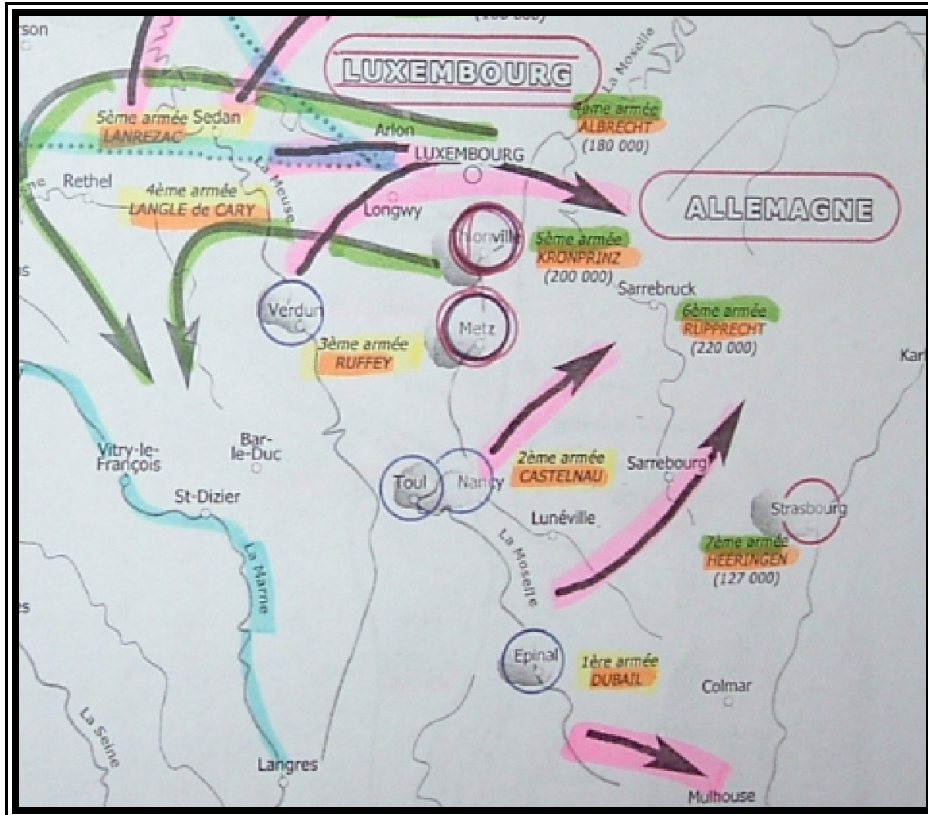 LUXEMBOURG
La Moselle
4ème armée
ALBRECHT
(180 000)
5ème armée
LANREZAC
Sedan
Arlon
LUXEMBOURG
Rethel
4ème armée
LANGLE de CARY
La Meuse
Longwy
ALLEMAGNE
Thionville
5ème armée
KRONPRINZ
(200 000)
Sarrebruck
Verdun
Metz
6ème armée
RUPPRECHT
(220 000)
3ème armée
RUFFEY
Vitry-le-
François
Bar-
le-Duc
St-Dizier
Toul
Nancy
2ème armée
CASTELNAU
Sarrebourg
Lunéville
Strasbourg
7ème armée
HEERINGEN
(127 000)
La Marne
La Moselle
Epinal
1ère armée
DUBAIL
Colmar
La Seine
Langres
Mulhouse